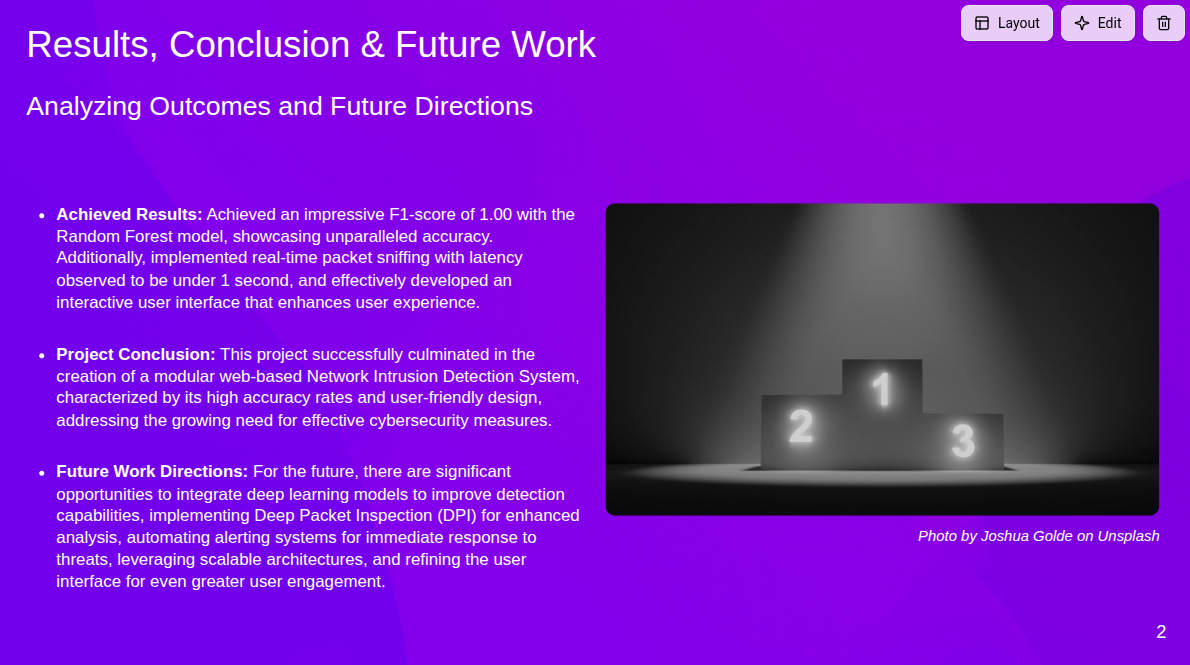 Layout
Edit
Results, Conclusion & Future Work
Analyzing Outcomes and Future Directions
• Achieved Results: Achieved an impressive F1-score of 1.00 with the
Random Forest model, showcasing unparalleled accuracy.
Additionally, implemented real-time packet sniffing with latency
observed to be under 1 second, and effectively developed an
interactive user interface that enhances user experience.
• Project Conclusion: This project successfully culminated in the
creation of a modular web-based Network Intrusion Detection System,
characterized by its high accuracy rates and user-friendly design,
addressing the growing need for effective cybersecurity measures.
• Future Work Directions: For the future, there are significant
opportunities to integrate deep learning models to improve detection
capabilities, implementing Deep Packet Inspection (DPI) for enhanced
analysis, automating alerting systems for immediate response to
threats, leveraging scalable architectures, and refining the user
interface for even greater user engagement.
1
2
3
Photo by Joshua Golde on Unsplash
2